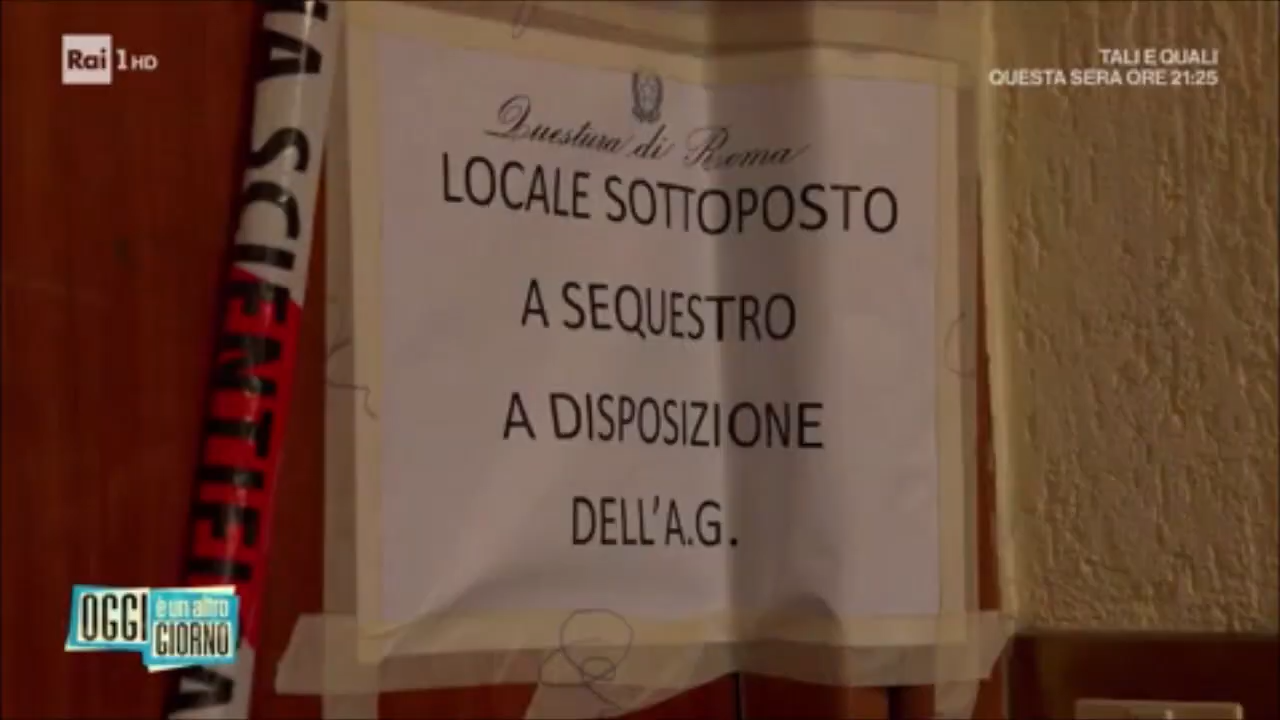 Rai 1 HD
TALI E QUALI
QUESTA SERA ORE 21:25
Questura di Roma
LOCALE SOTTOPOSTO
A SEQUESTRO
A DISPOSIZIONE
DELL'A.G.
A SCIENTIFICA
OGGI è un altro GIORNO